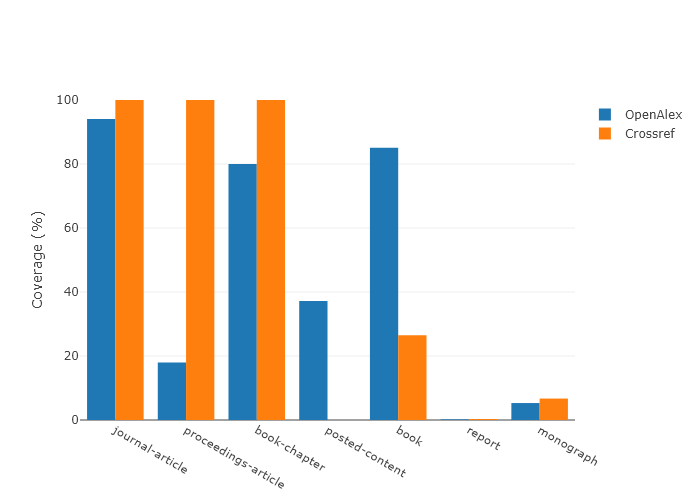 100
80
60
40
20
0
Coverage (%)
journal-article
proceedings-article
book-chapter
posted-content
book
report
monograph
OpenAlex
Crossref